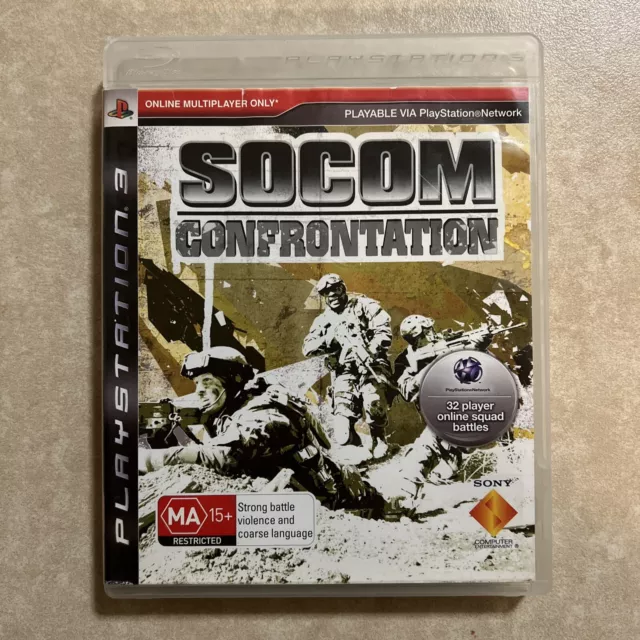 PLAYSTATION 3
ONLINE MULTIPLAYER ONLY*
PLAYABLE VIA PlayStation®Network
PLAYSTATION 3
SOCOM
CONFRONTATION
PlayStation®Network
32 player
online squad
battles
MA 15+
RESTRICTED
Strong battle
violence and
coarse language
SONY
COMPUTER
ENTERTAINMENT ®